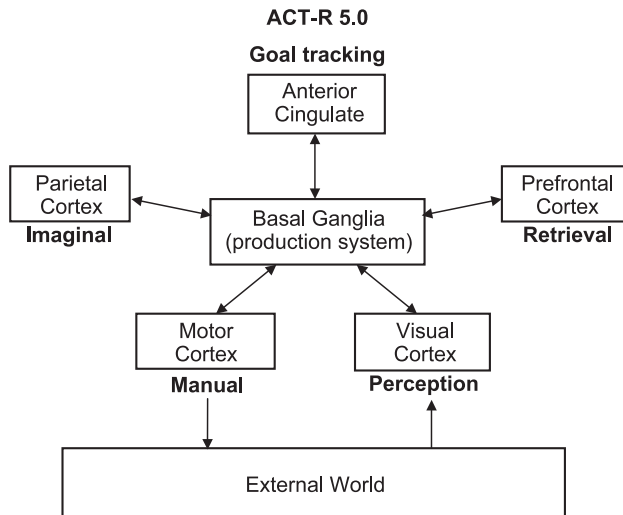 ACT-R 5.0
Goal tracking
Anterior
Cingulate
Parietal
Cortex
Imaginal
Basal Ganglia
(production system)
Prefrontal
Cortex
Retrieval
Motor
Cortex
Manual
Visual
Cortex
Perception
External World